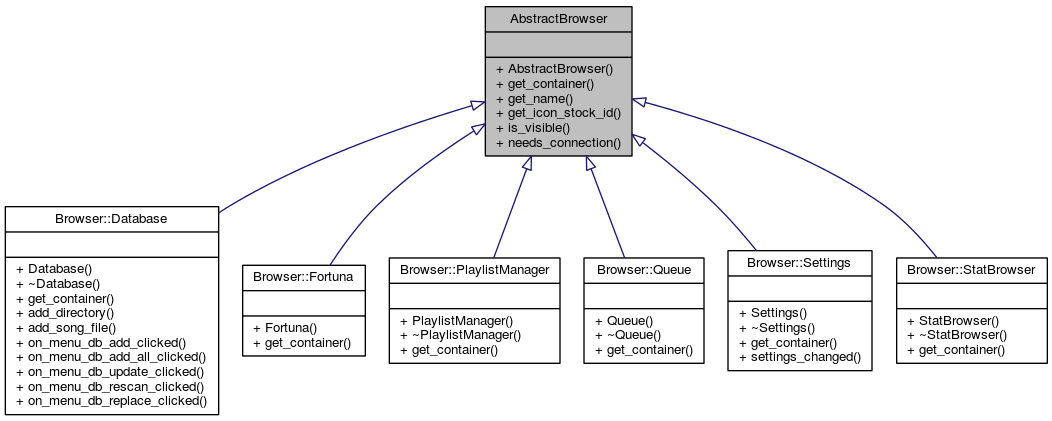 AbstractBrowser
+ AbstractBrowser()
+ get_container()
+ get_name()
+ get_icon_stock_id()
+ is_visible()
+ needs_connection()
Browser::Database
+ Database()
+ ~Database()
+ get_container()
+ add_directory()
+ add_song_file()
+ on_menu_db_add_clicked()
+ on_menu_db_add_all_clicked()
+ on_menu_db_update_clicked()
+ on_menu_db_rescan_clicked()
+ on_menu_db_replace_clicked()
Browser::Fortuna
+ Fortuna()
+ get_container()
Browser::PlaylistManager
+ PlaylistManager()
+ ~PlaylistManager()
+ get_container()
Browser::Queue
+ Queue()
+ ~Queue()
+ get_container()
Browser::Settings
+ Settings()
+ ~Settings()
+ get_container()
+ settings_changed()
Browser::StatBrowser
+ StatBrowser()
+ ~StatBrowser()
+ get_container()